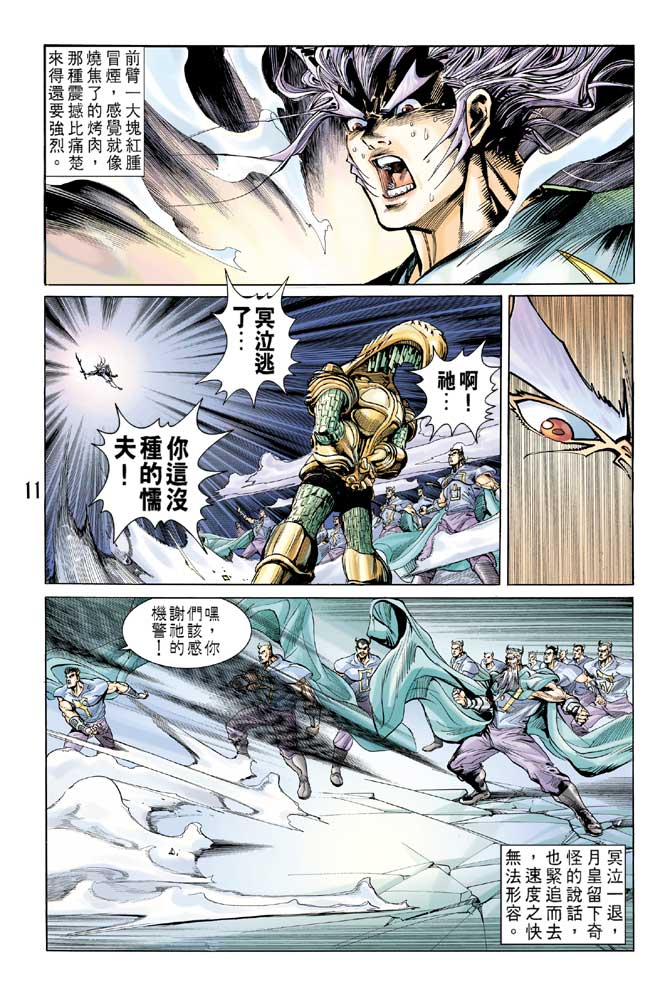 前臂一大塊紅腫
冒煙，感覺就像
燒焦了的烤肉，
那種震撼比痛楚
來得還要強烈。
啊！
祂…
冥泣逃
了…
你這沒
種的懦
夫！
11
嘿，你
們該感
謝祂的
機警！
冥泣一退，
月皇留下奇
怪的說話，
也緊追而去
，速度之快
無法形容。